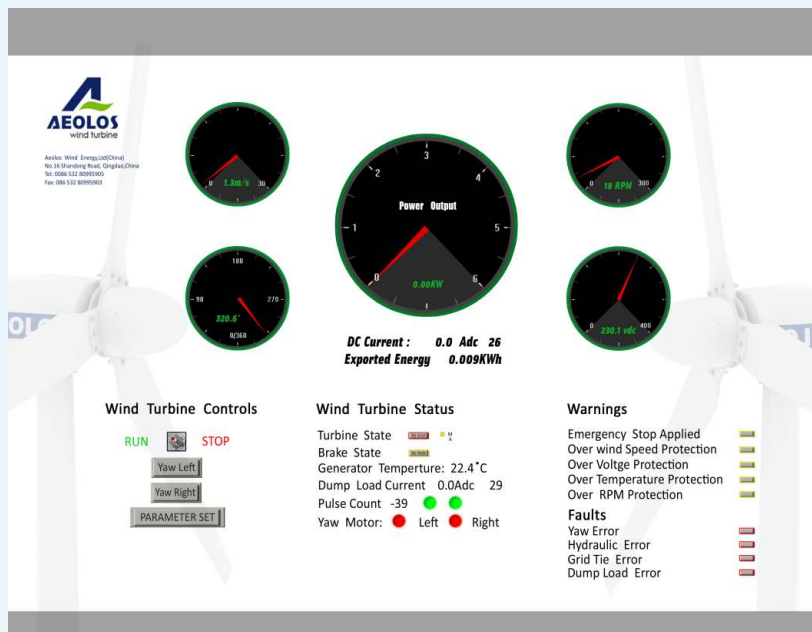 AEOLOS
wind turbine
Aeolos Wind Energy,Ltd(China)
No.16 Shandong Road, Qingdao,China
Tel: 0086 532 80995905
Fax: 086 532 80995903
0 1.3m/s 30
180
90 270
320.6°
0/360
3
2 4
Power Output
1 5
0 6
0.00KW
0 18 RPM 300
0 230.1 vdc 400
DC Current : 0.0 Adc 26
Exported Energy 0.009KWh
Wind Turbine Controls
RUN STOP
Yaw Left
Yaw Right
PARAMETER SET
Wind Turbine Status
Turbine State
M
A
Brake State
Generator Temperture: 22.4°C
Dump Load Current 0.0Adc 29
Pulse Count -39
Yaw Motor: Left Right
Warnings
Emergency Stop Applied
Over wind Speed Protection
Over Voltge Protection
Over Temperature Protection
Over RPM Protection
Faults
Yaw Error
Hydraulic Error
Grid Tie Error
Dump Load Error